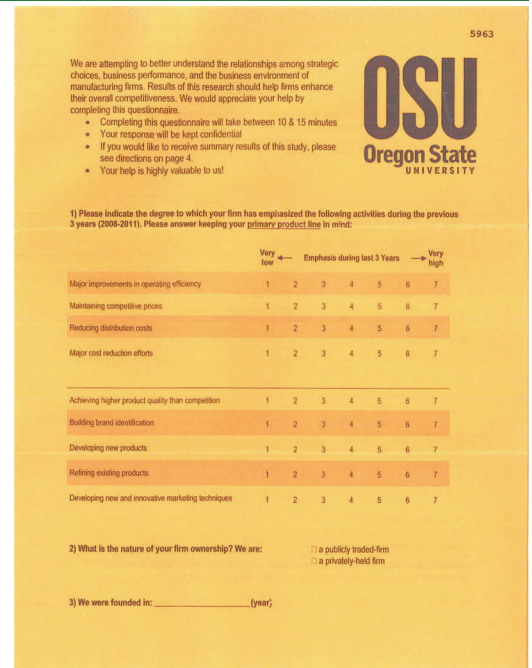 5963
We are attempting to better understand the relationships among strategic
choices, business performance, and the business environment of
manufacturing firms. Results of this research should help firms enhance
their overall competitiveness. We would appreciate your help by
completing this questionnaire.
• Completing this questionnaire will take between 10 & 15 minutes
• Your response will be kept confidential
• If you would like to receive summary results of this study, please
see directions on page 4.
• Your help is highly valuable to us!
OSU
Oregon State
UNIVERSITY
1) Please indicate the degree to which your firm has emphasized the following activities during the previous
3 years (2008-2011). Please answer keeping your primary product line in mind:
Very low ← Emphasis during last 3 Years → Very high
Major improvements in operating efficiency 1 2 3 4 5 6 7
Maintaining competitive prices 1 2 3 4 5 6 7
Reducing distribution costs 1 2 3 4 5 6 7
Major cost reduction efforts 1 2 3 4 5 6 7
Achieving higher product quality than competition 1 2 3 4 5 6 7
Building brand identification 1 2 3 4 5 6 7
Developing new products 1 2 3 4 5 6 7
Refining existing products 1 2 3 4 5 6 7
Developing new and innovative marketing techniques 1 2 3 4 5 6 7
2) What is the nature of your firm ownership? We are: □ a publicly traded-firm
□ a privately-held firm
3) We were founded in: ____________________(year;